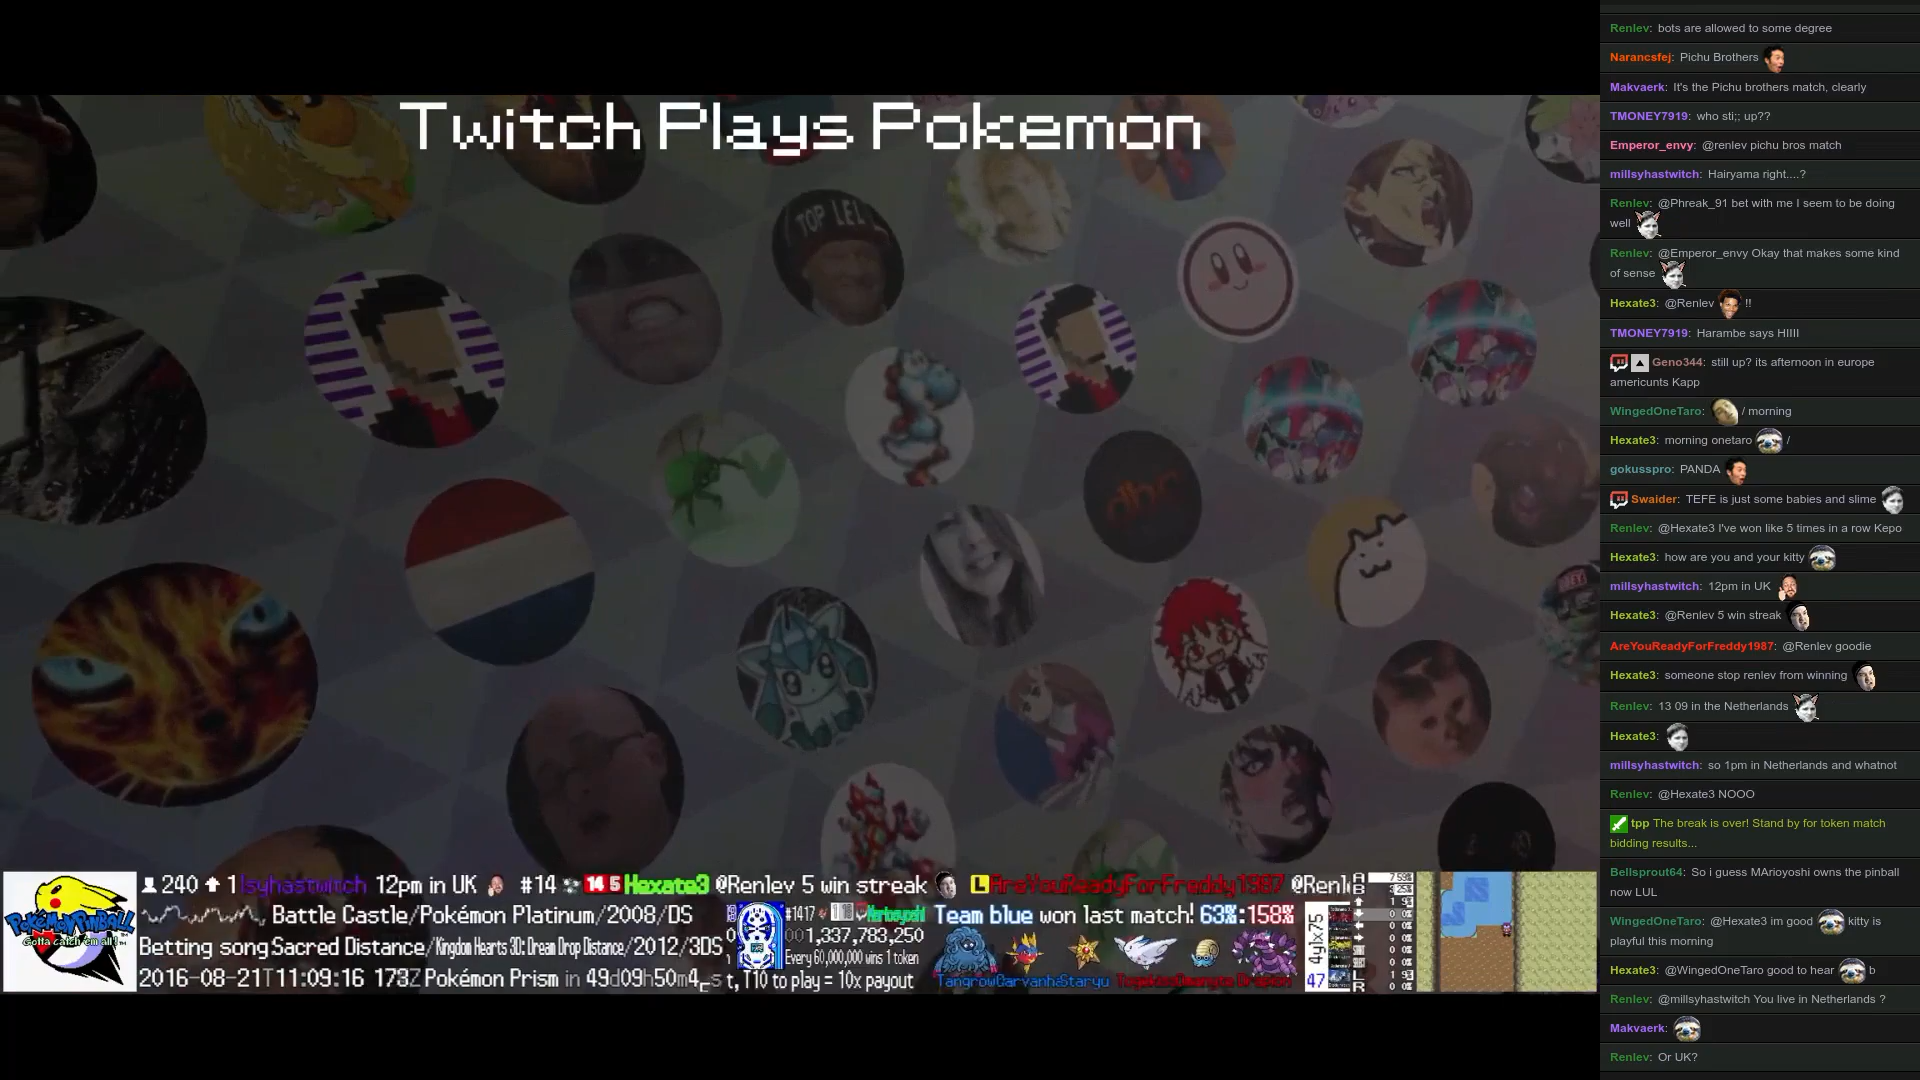 Twitch Plays Pokemon
TOP LEL
240 1 lsyhastwitch 12pm in UK #14 14 5 Hexate3 @Renlev 5 win streak L AreYouReadyForFreddy1987 @Renl
Battle Castle/Pokémon Platinum/2008/DS
#1417
Team blue won last match! 63%:158%
1,337,783,250
Betting song Sacred Distance/Kingdom Hearts 3D: Dream Drop Distance/2012/3DS
Every 60,000,000 wins 1 token
2016-08-21T11:09:16
Pokémon Prism in 49d09h50m4
t, T10 to play = 10x payout
PokémonPinball
Gotta catch 'em all!
47
Renlev: bots are allowed to some degree
Narancsfej: Pichu Brothers
Makvaerk: It's the Pichu brothers match, clearly
TMONEY7919: who sti;; up??
Emperor_envy: @renlev pichu bros match
millsyhastwitch: Hairyama right....?
Renlev: @Phreak_91 bet with me I seem to be doing
well
Renlev: @Emperor_envy Okay that makes some kind
of sense
Hexate3: @Renlev !!
TMONEY7919: Harambe says HIIII
Geno344: still up? its afternoon in europe
americunts Kapp
WingedOneTaro: / morning
Hexate3: morning onetaro /
gokusspro: PANDA
Swaider: TEFE is just some babies and slime
Renlev: @Hexate3 I've won like 5 times in a row Kepo
Hexate3: how are you and your kitty
millsyhastwitch: 12pm in UK
Hexate3: @Renlev 5 win streak
AreYouReadyForFreddy1987: @Renlev goodie
Hexate3: someone stop renlev from winning
Renlev: 13 09 in the Netherlands
Hexate3:
millsyhastwitch: so 1pm in Netherlands and whatnot
Renlev: @Hexate3 NOOO
tpp The break is over! Stand by for token match
bidding results...
Bellsprout64: So i guess MArioyoshi owns the pinball
now LUL
WingedOneTaro: @Hexate3 im good kitty is
playful this morning
Hexate3: @WingedOneTaro good to hear b
Renlev: @millsyhastwitch You live in Netherlands ?
Makvaerk:
Renlev: Or UK?